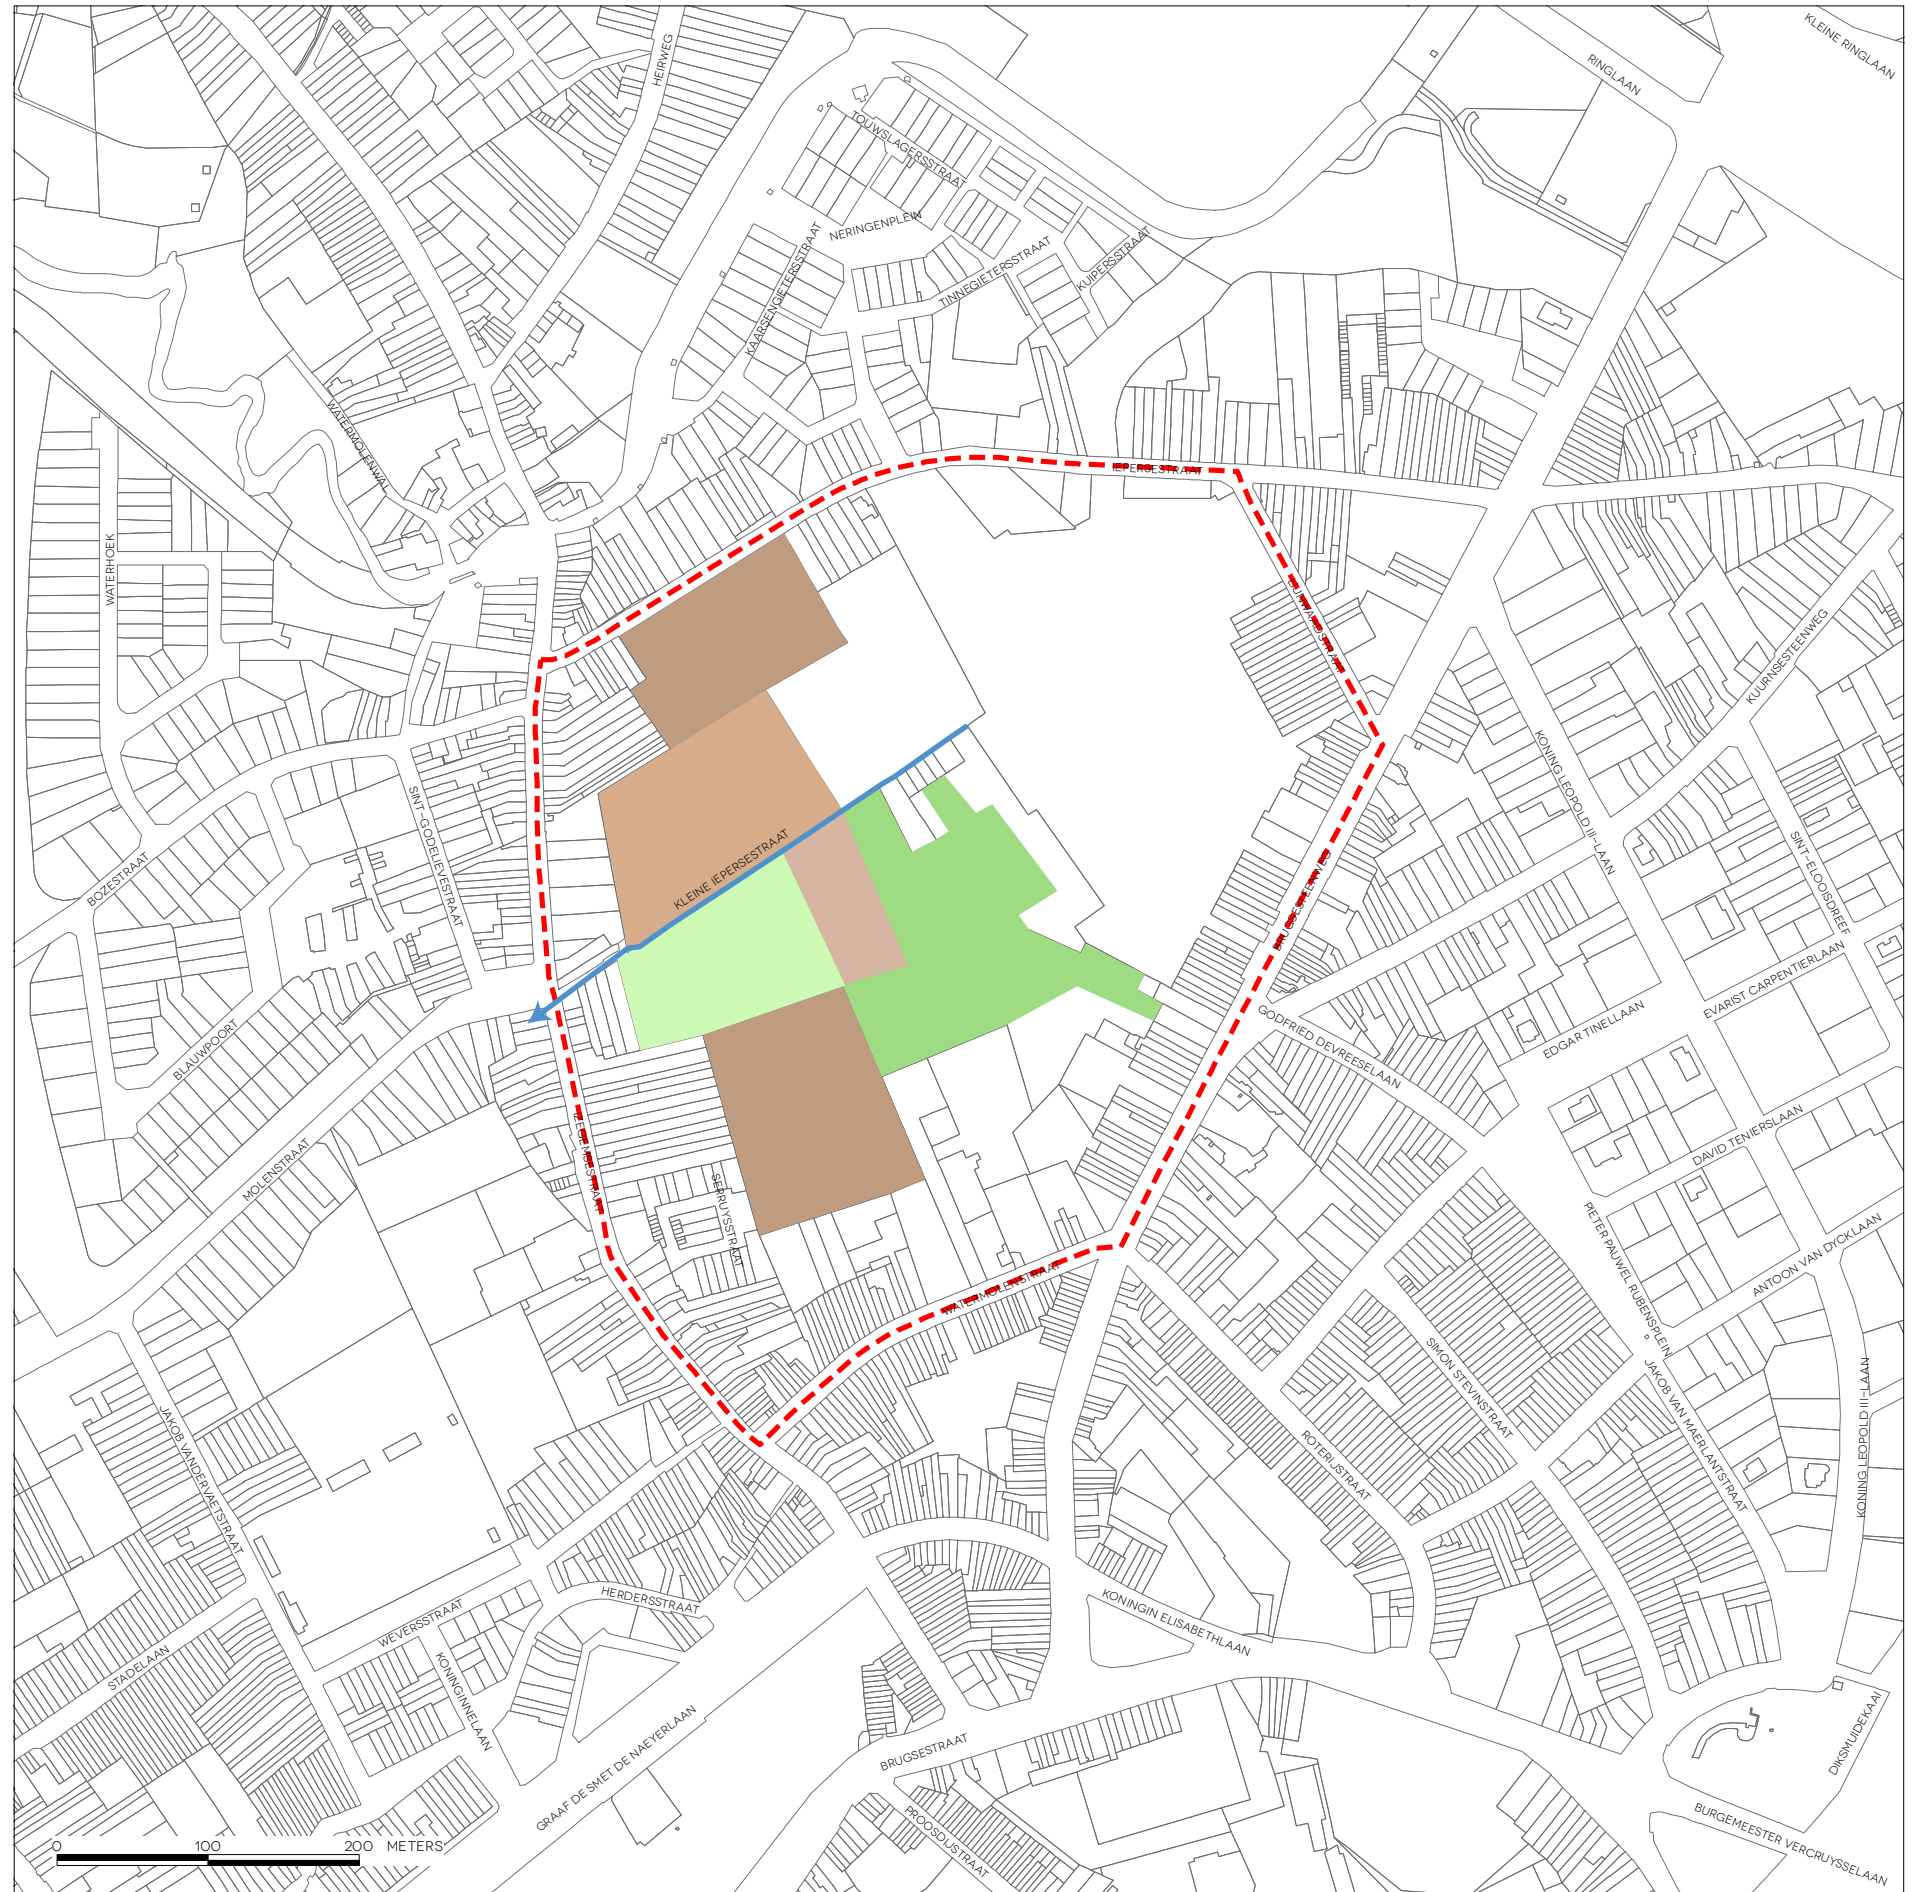 KLEINE RINGLAAN
RINGLAAN
HEIRWEG
TOUWSLAGERSSTRAAT
NERINGENPLEIN
KAARSENGIETERSSTRAAT
TINNEGIETERSSTRAAT
KUIPERSSTRAAT
WATERMOLENWAL
IEPERSESTRAAT
WATERHOEK
KUURNSESTEENWEG
KONING LEOPOLD III-LAAN
SINT-GODELIEVESTRAAT
BOZESTRAAT
KLEINE IEPERSESTRAAT
BRUGSESTEENWEG
SINT-ELOOISDREEF
EVARIST CARPENTIERLAAN
EDGAR TINELLAAN
GODFRIED DEVREESELAAN
BLAUWPOORT
MOLENSTRAAT
IZEGEMSESTRAAT
SERRUYSSTRAAT
DAVID TENIERSLAAN
PIETER PAUWEL RUBENSPLEIN
ANTOON VAN DYCKLAAN
WATERMOLENSTRAAT
SIMON STEVINSTRAAT
JAKOB VAN MAERLANTSTRAAT
KONING LEOPOLD III-LAAN
JAKOB VANDERVAETSTRAAT
ROTERIJSTRAAT
HERDERSSTRAAT
KONINGIN ELISABETHLAAN
WEVERSSTRAAT
STADELAAN
KONINGINNELAAN
GRAAF DE SMET DE NAEYERLAAN
BRUGSESTRAAT
PROOSDIJSTRAAT
DIKSMUIDEKAAI
BURGEMEESTER VERCRUYSSELAAN
0 100 200 METERS